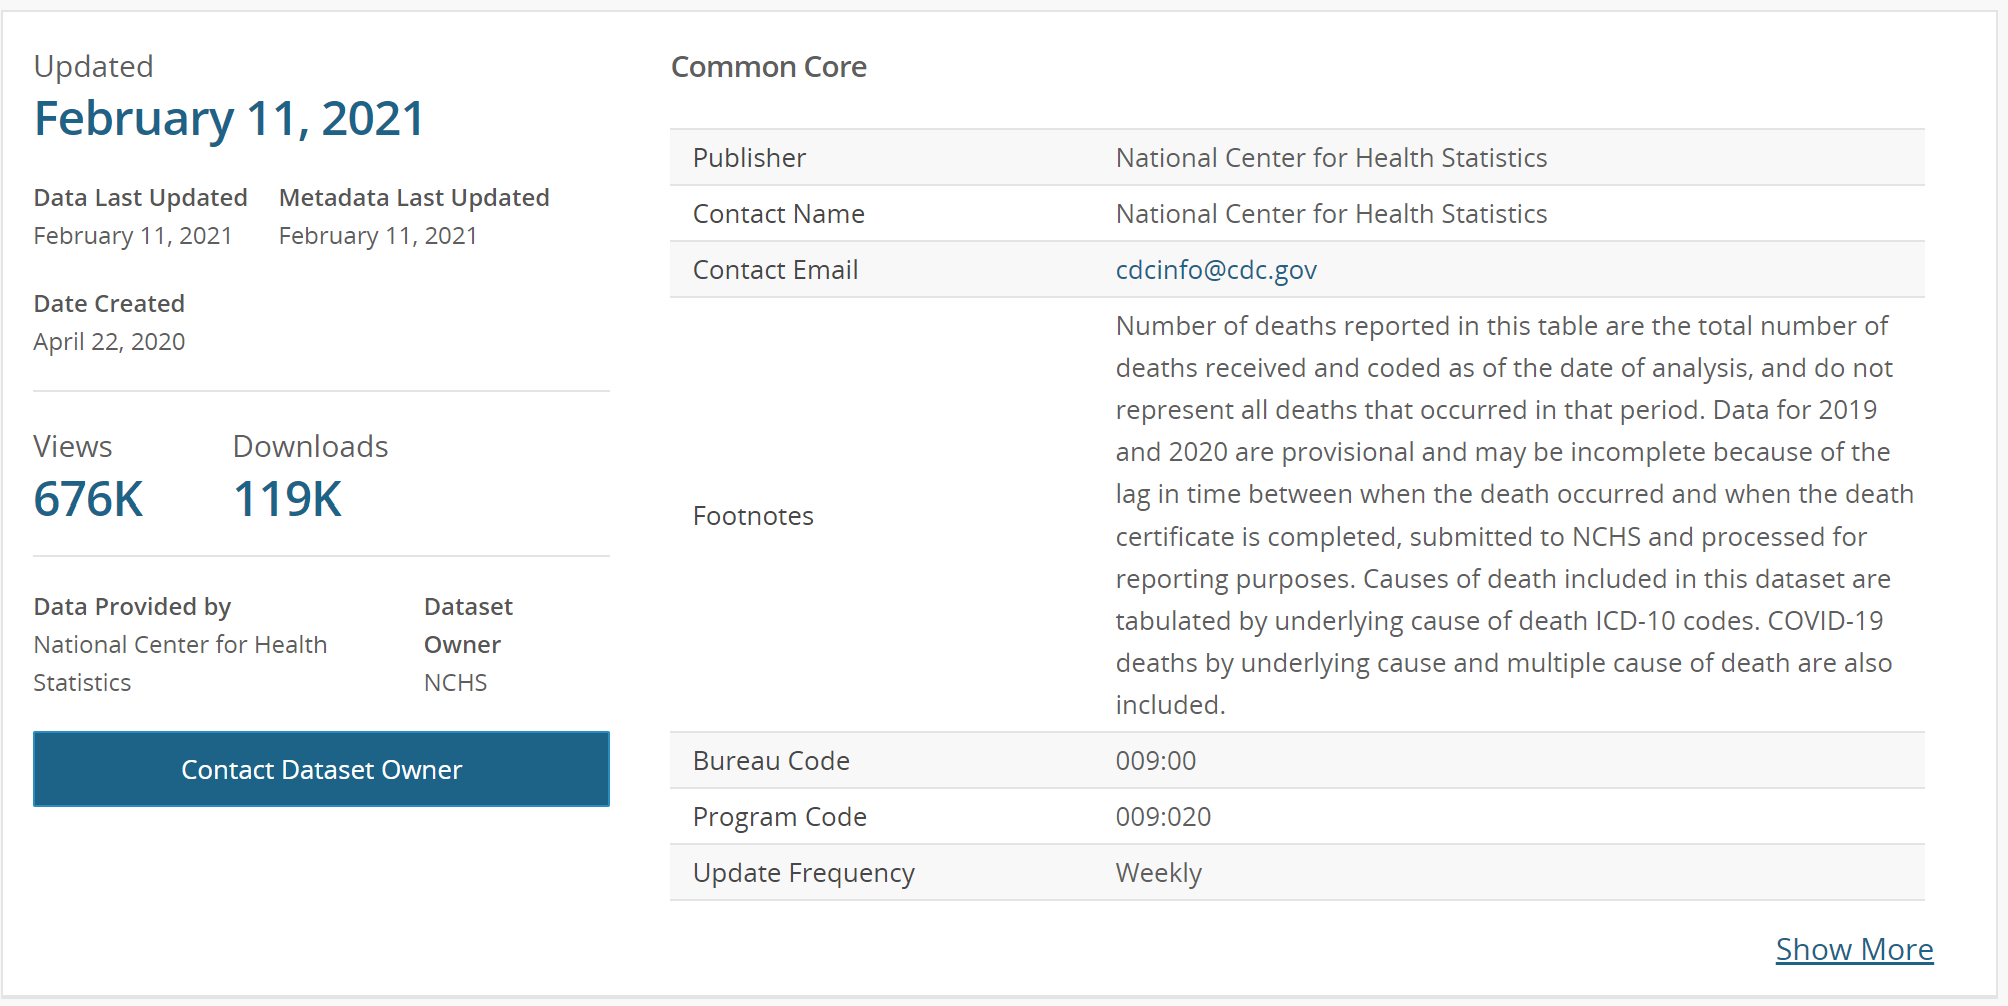 Updated
February 11, 2021
Data Last Updated
February 11, 2021
Metadata Last Updated
February 11, 2021
Date Created
April 22, 2020
Views
676K
Downloads
119K
Data Provided by
National Center for Health
Statistics
Dataset
Owner
NCHS
Contact Dataset Owner
Common Core
Publisher National Center for Health Statistics
Contact Name National Center for Health Statistics
Contact Email cdcinfo@cdc.gov
Footnotes
Number of deaths reported in this table are the total number of
deaths received and coded as of the date of analysis, and do not
represent all deaths that occurred in that period. Data for 2019
and 2020 are provisional and may be incomplete because of the
lag in time between when the death occurred and when the death
certificate is completed, submitted to NCHS and processed for
reporting purposes. Causes of death included in this dataset are
tabulated by underlying cause of death ICD-10 codes. COVID-19
deaths by underlying cause and multiple cause of death are also
included.
Bureau Code 009:00
Program Code 009:020
Update Frequency Weekly
Show More